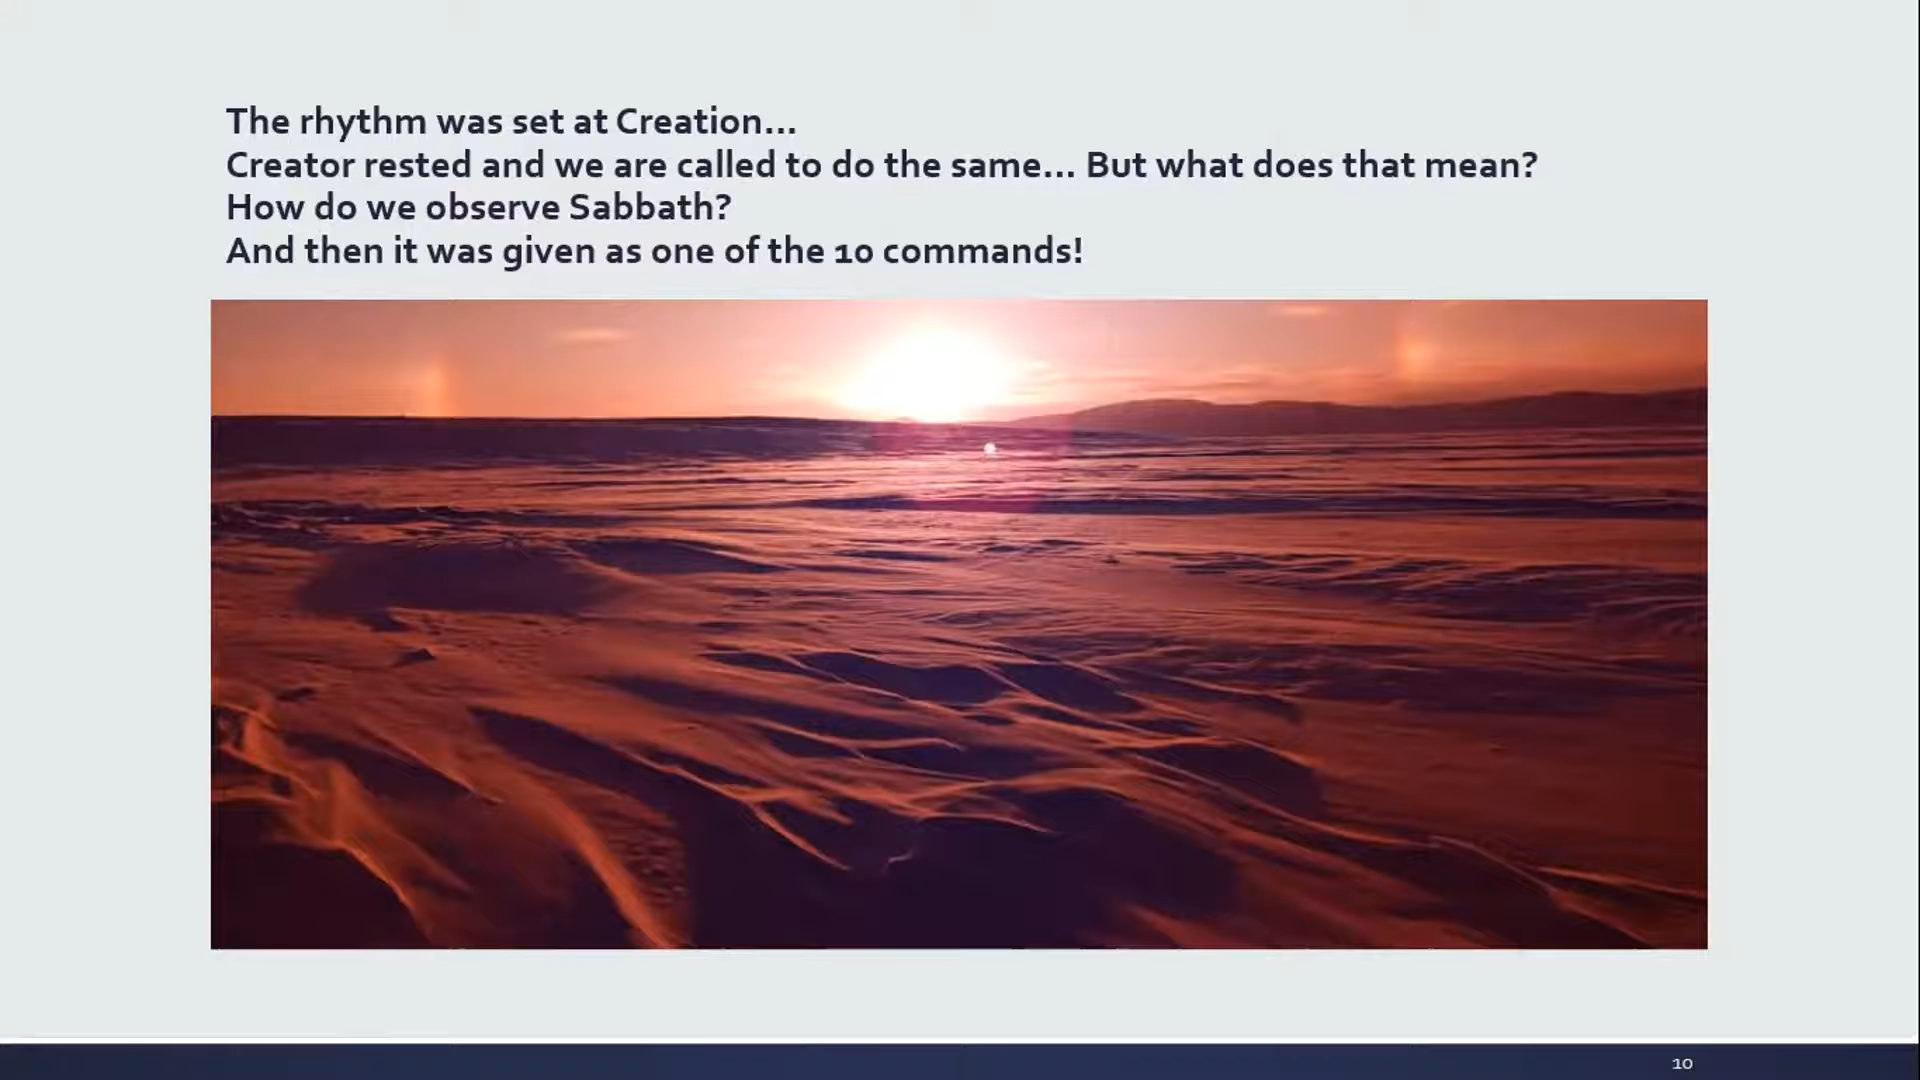 The rhythm was set at Creation...
Creator rested and we are called to do the same... But what does that mean?
How do we observe Sabbath?
And then it was given as one of the 10 commands!
10